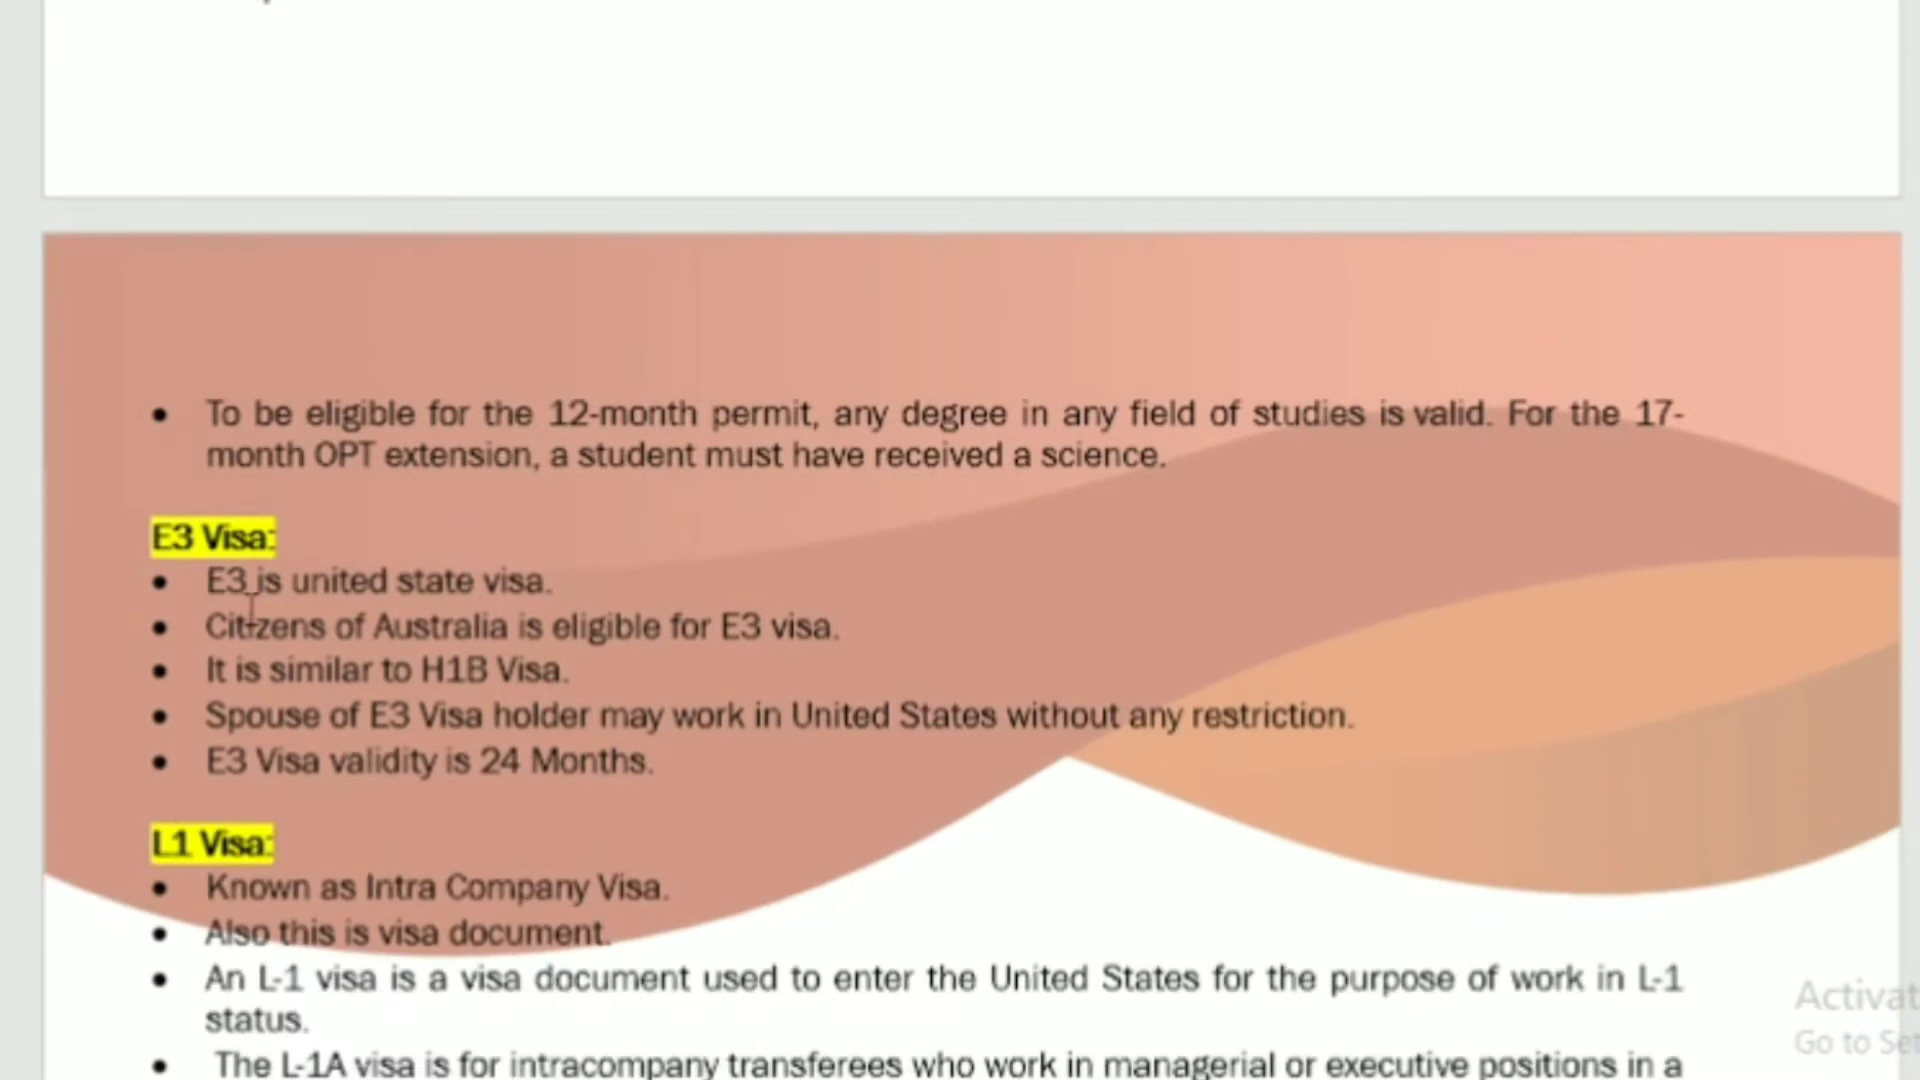 • To be eligible for the 12-month permit, any degree in any field of studies is valid. For the 17-
month OPT extension, a student must have received a science.
E3 Visa:
• E3 is united state visa.
• Citizens of Australia is eligible for E3 visa.
• It is similar to H1B Visa.
• Spouse of E3 Visa holder may work in United States without any restriction.
• E3 Visa validity is 24 Months.
L1 Visa:
• Known as Intra Company Visa.
• Also this is visa document.
• An L-1 visa is a visa document used to enter the United States for the purpose of work in L-1
status.
• The L-1A visa is for intracompany transferees who work in managerial or executive positions in a
Activat
Go to Set